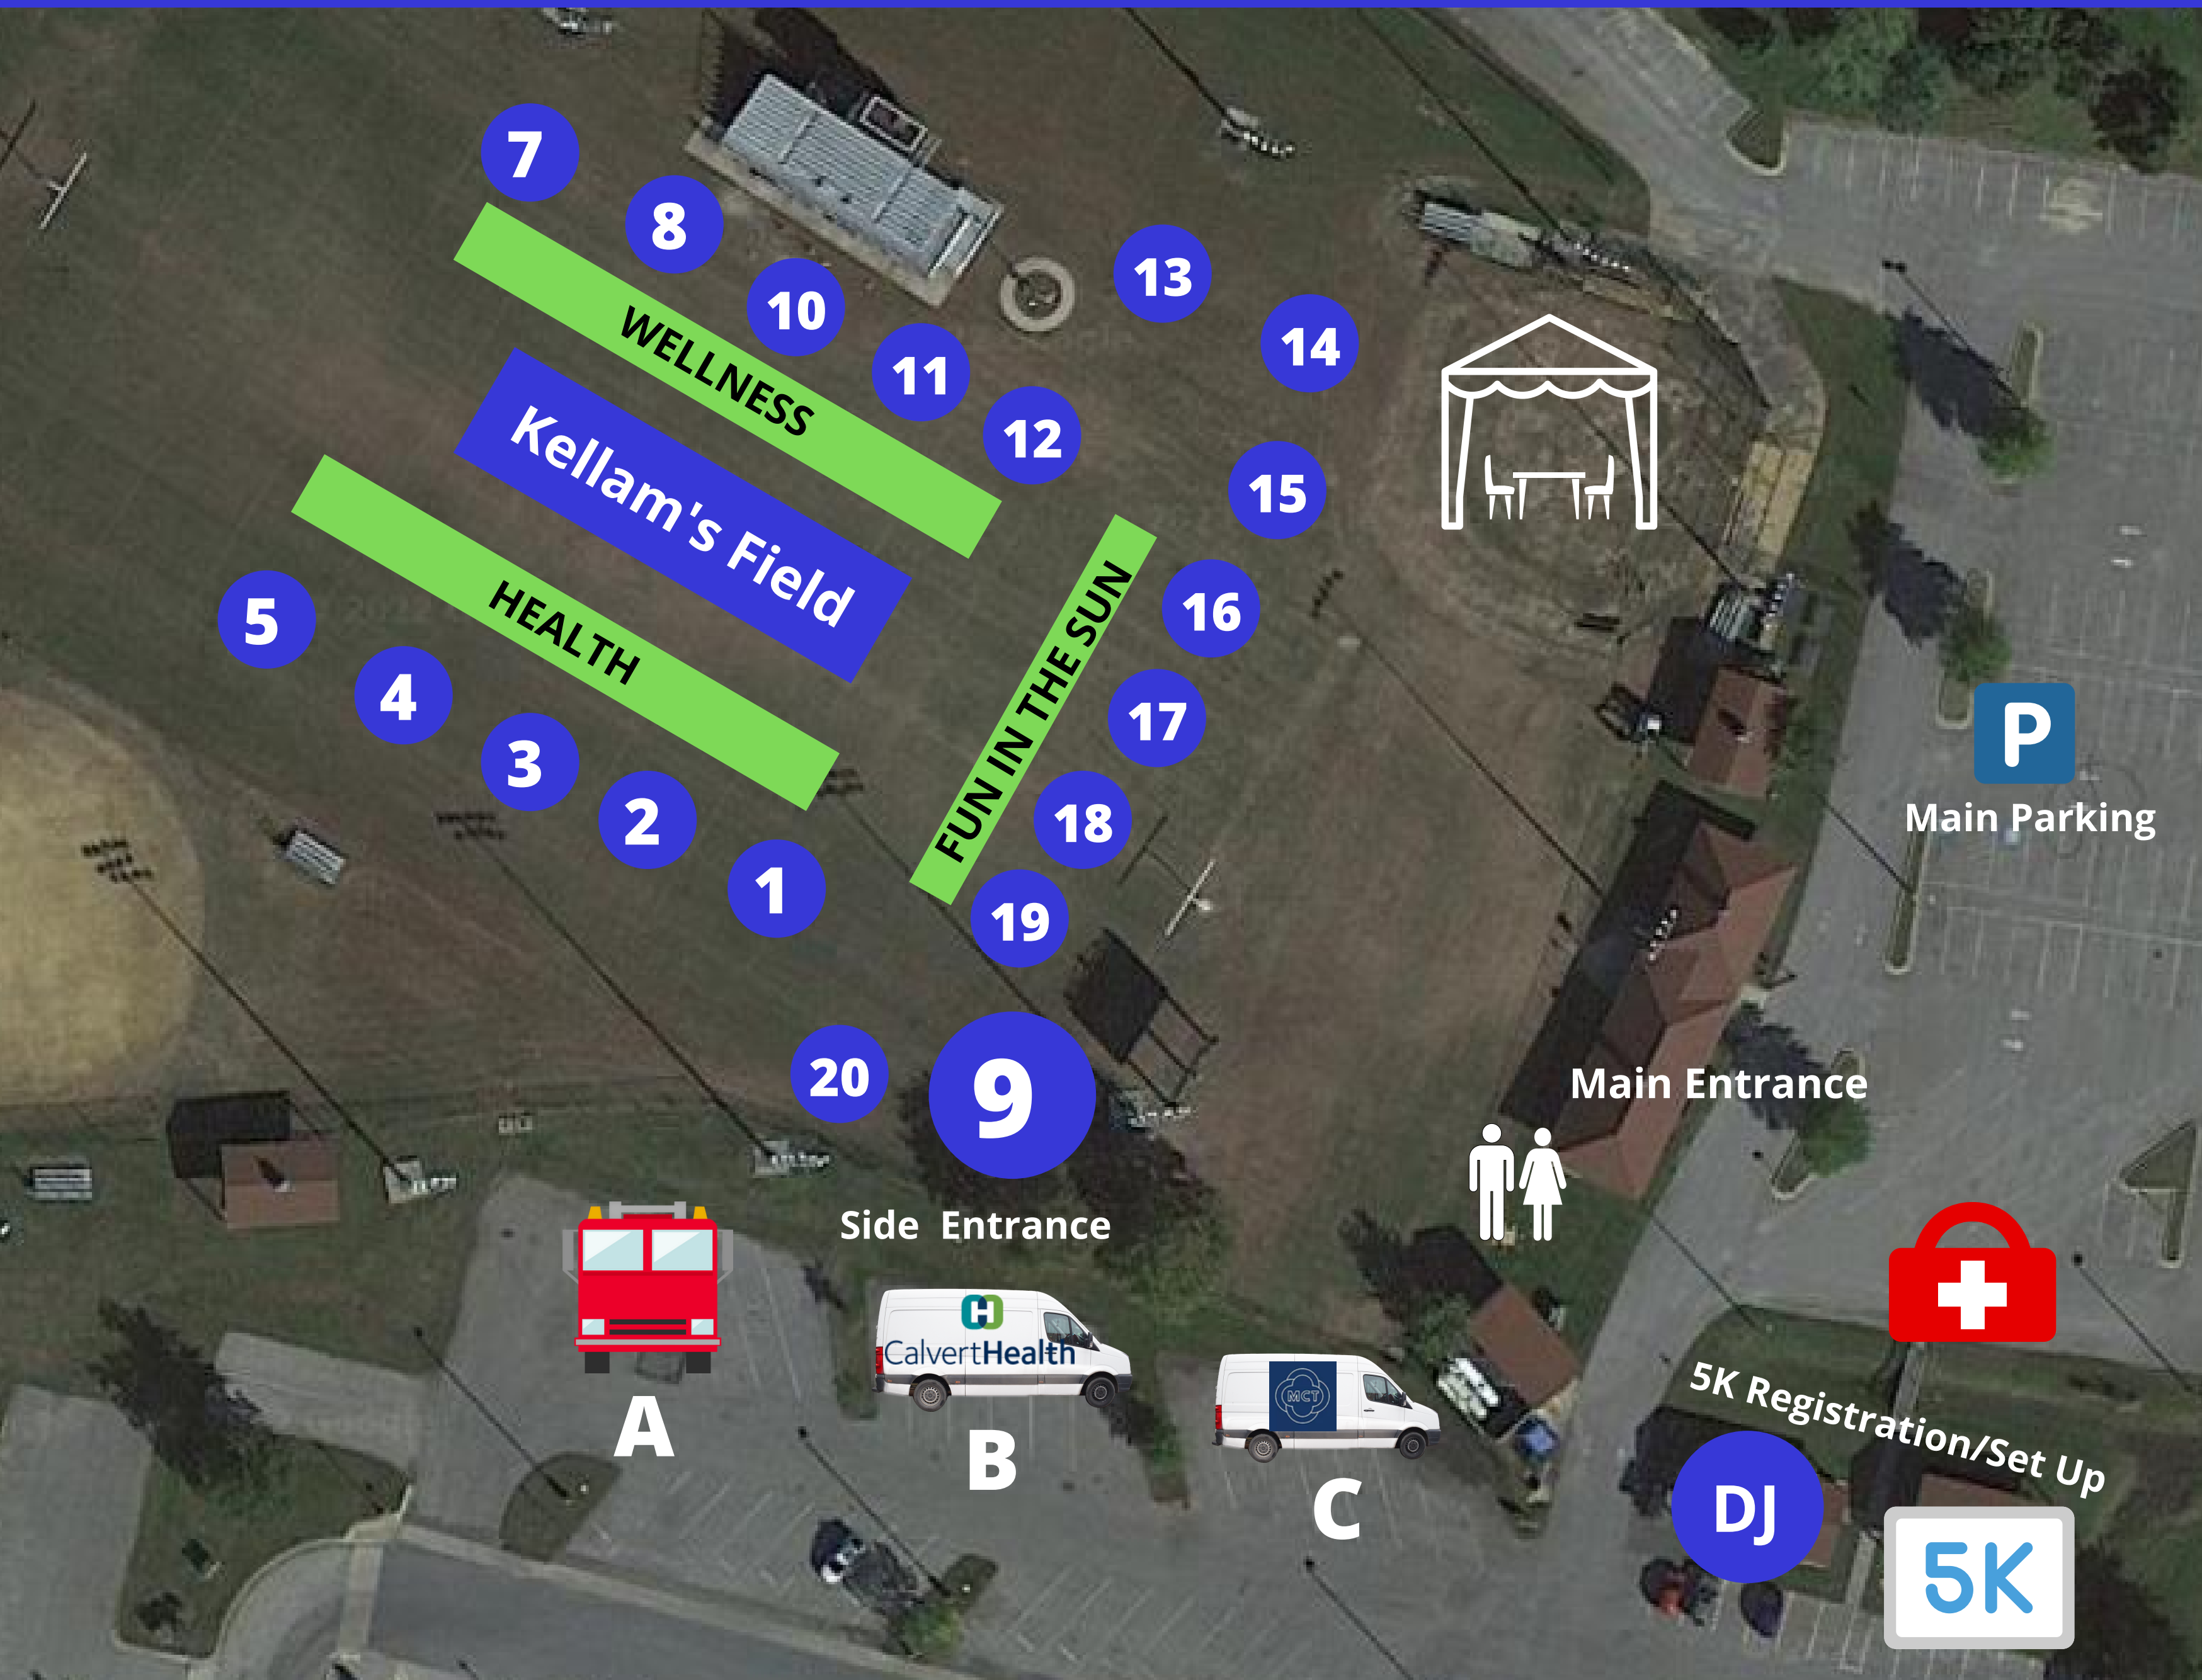 7
8
10
11
12
13
14
15
16
17
18
19
WELLNESS
Kellam's Field
HEALTH
FUN IN THE SUN
5
4
3
2
1
20
9
P
Main Parking
Main Entrance
Side Entrance
H
CalvertHealth
MCT
A
B
C
5K Registration/Set Up
DJ
5K